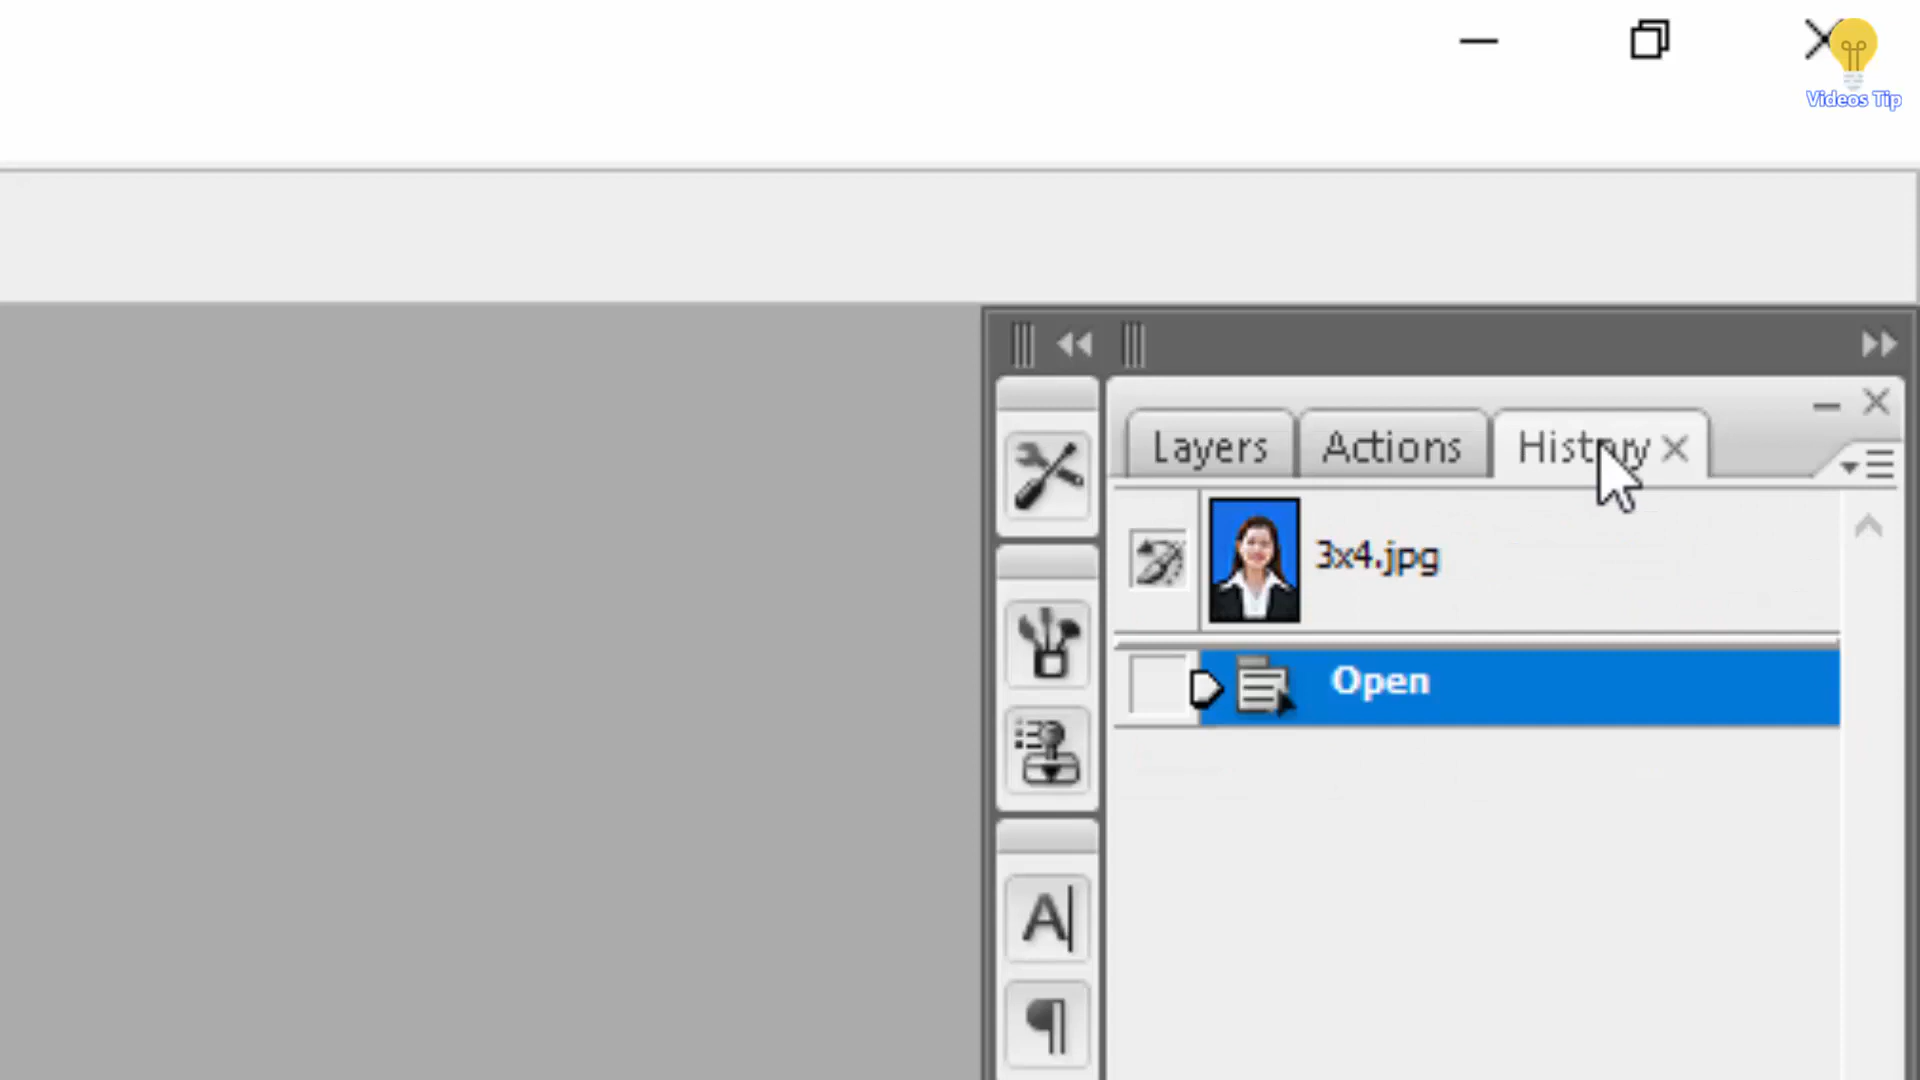 Videos Tip
Layers
Actions
History
3x4.jpg
Open
A
¶